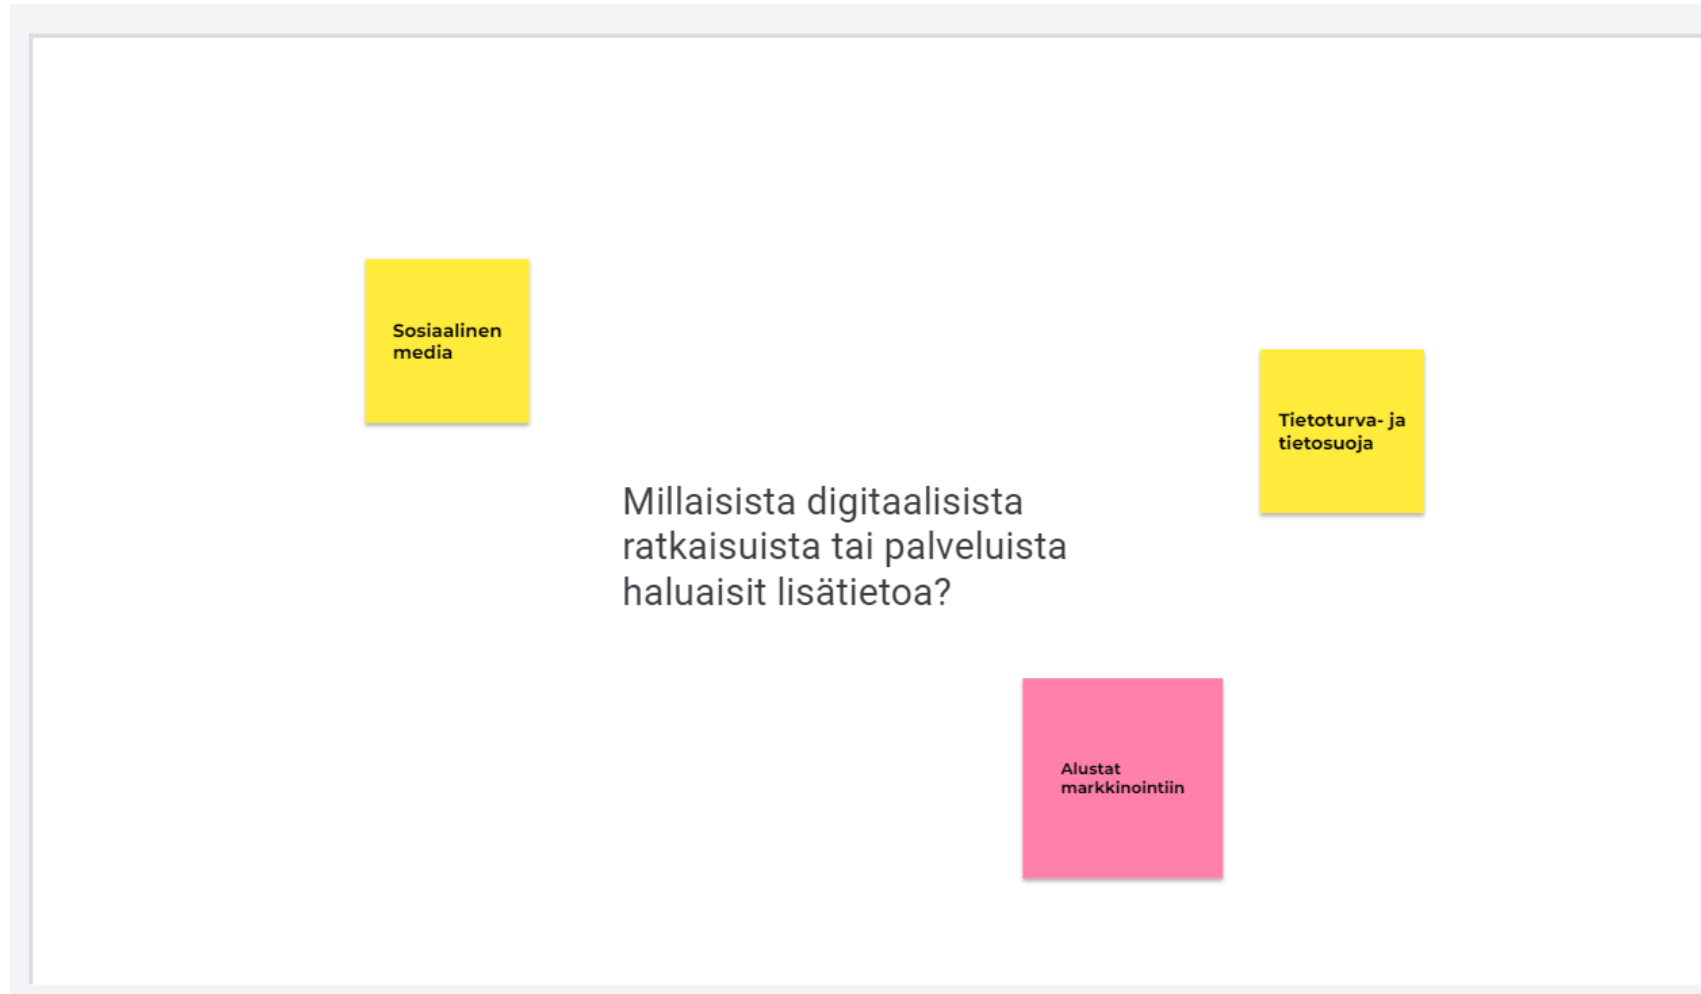 Sosiaalinen
media
Tietoturva- ja
tietosuoja
Millaisista digitaalisista
ratkaisuista tai palveluista
haluaisit lisätietoa?
Alustat
markkinointiin